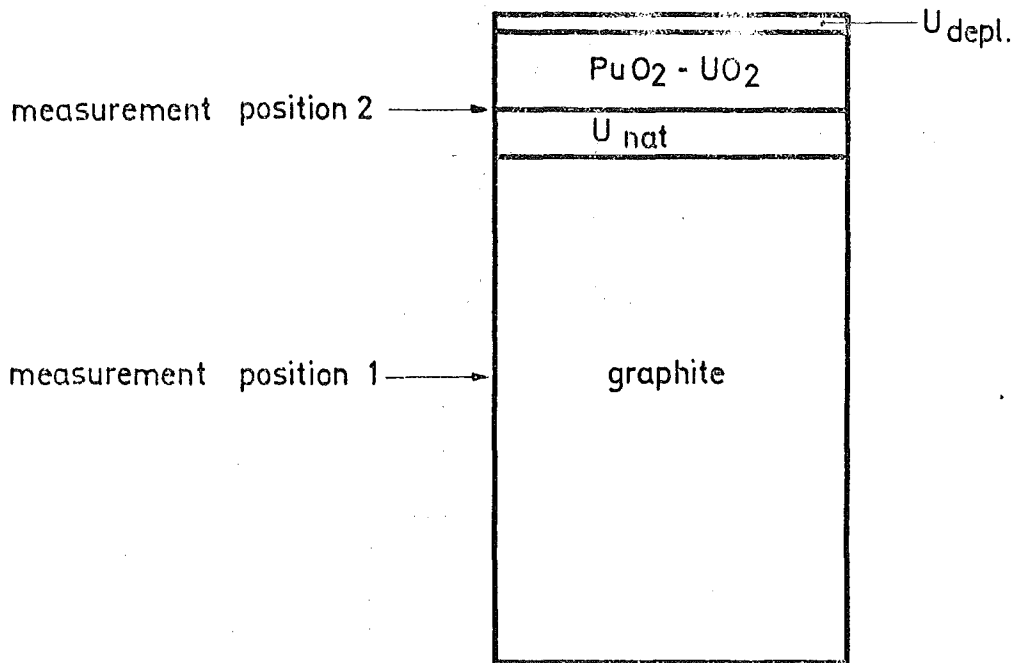 U depl.
PuO2 - UO2
measurement position 2
U nat
measurement position 1
graphite